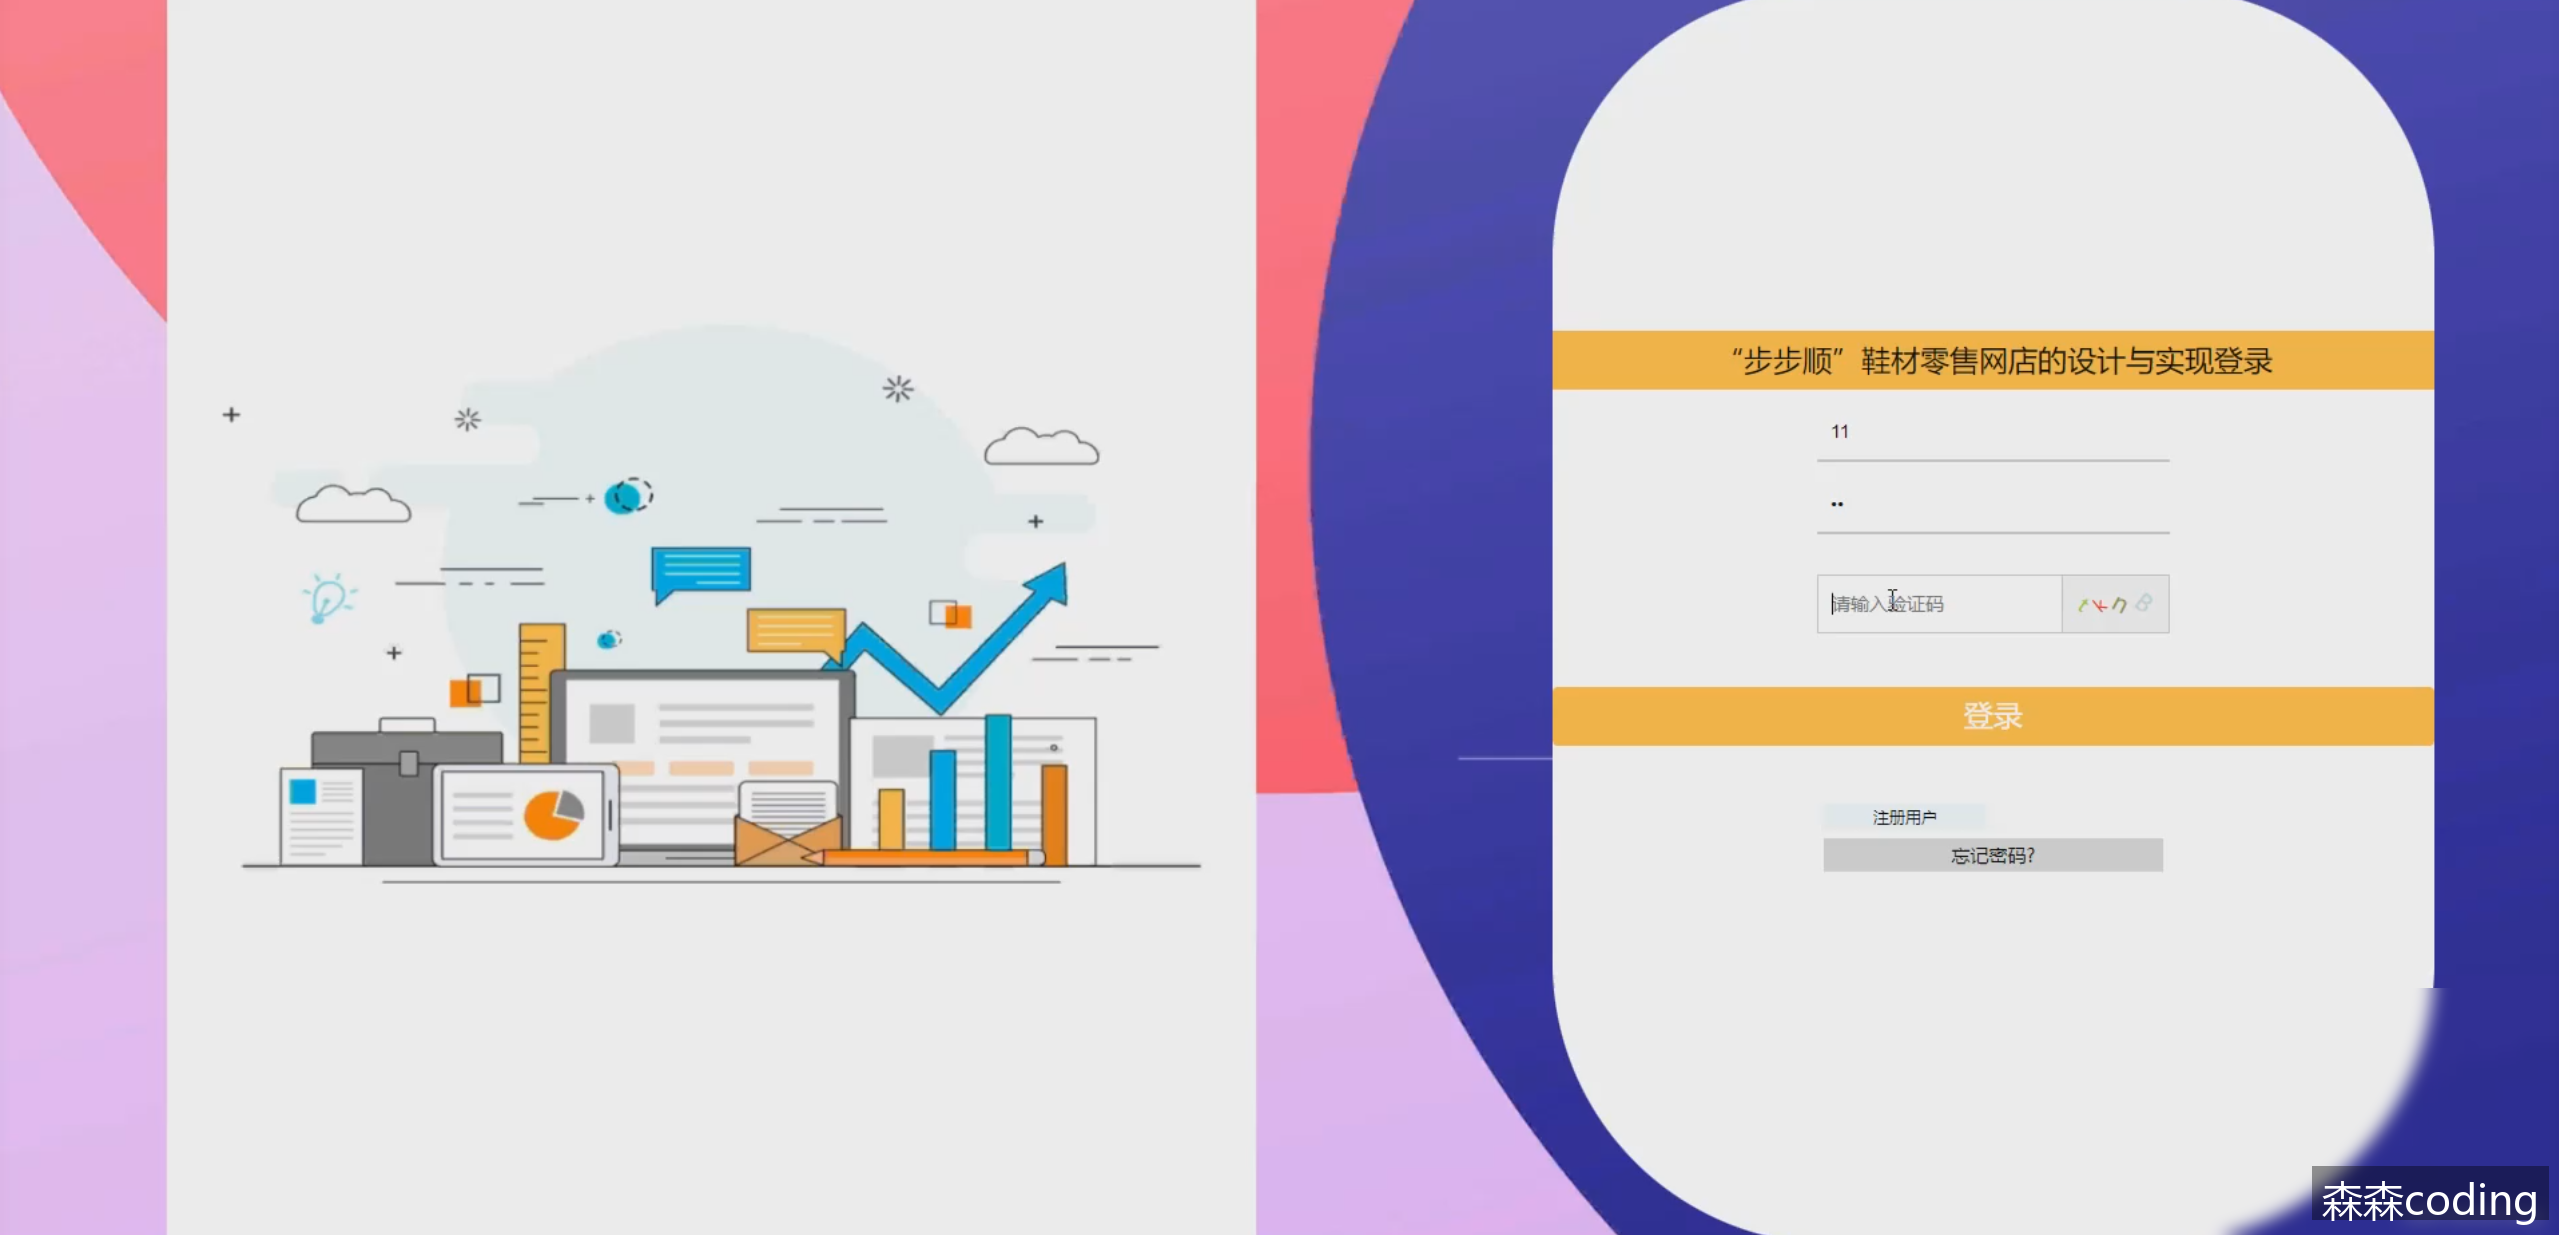 “步步顺”鞋材零售网店的设计与实现登录
11
••
请输入验证码
登录
注册用户
忘记密码?
森森coding